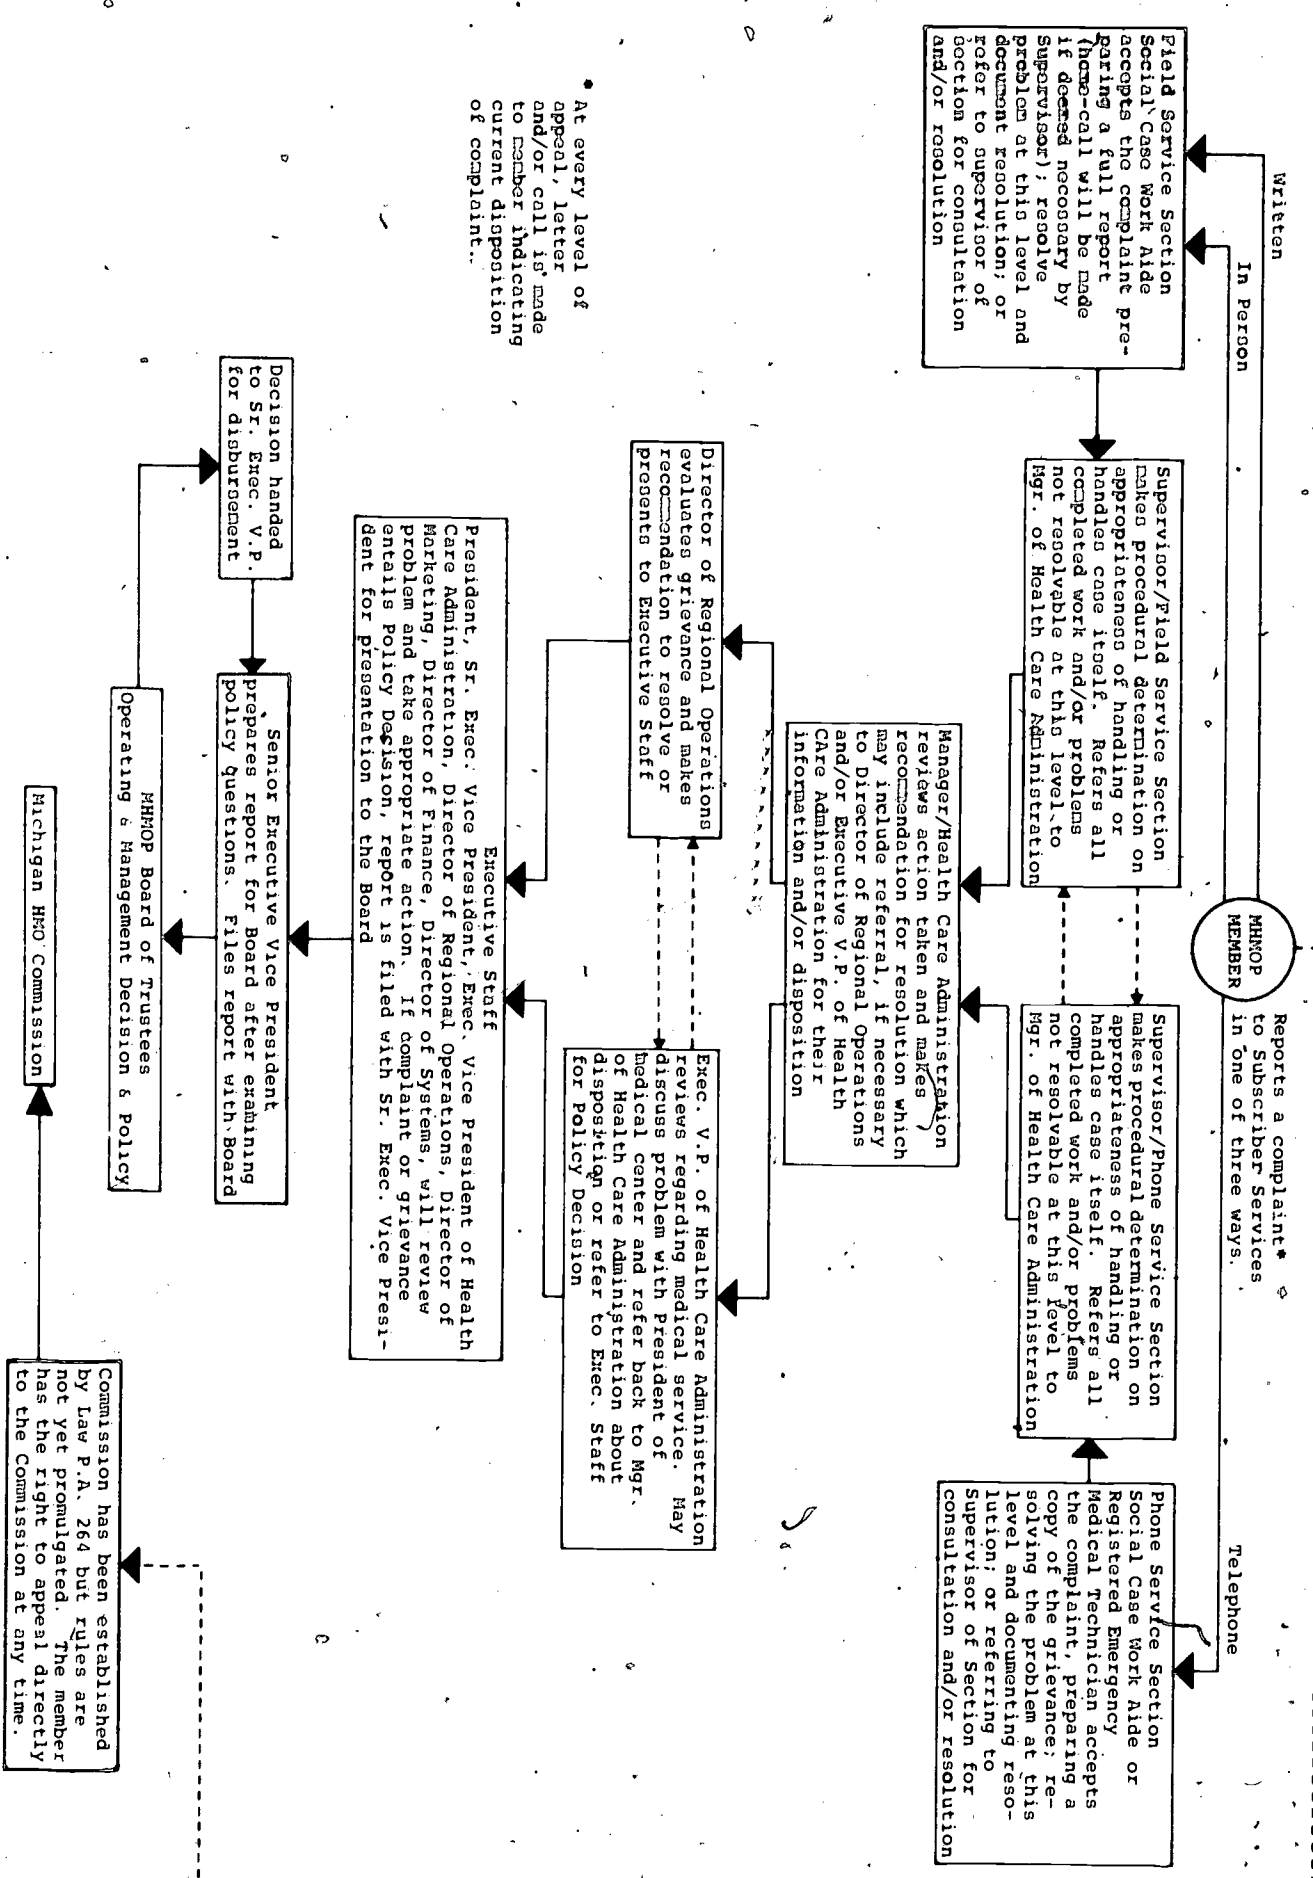 MHMOP
MEMBER
Reports a complaint*
to Subscriber Services
in one of three ways.
Written
In Person
Telephone
Field Service Section
Social Case Work Aide
accepts the complaint pre-
paring a full report
(home-call will be made
if deemed necessary by
Supervisor); resolve
problem at this level and
document resolution; or
refer to supervisor of
section for consultation
and/or resolution
Supervisor/Field Service Section
makes procedural determination on
appropriateness of handling or
handles case itself. Refers all
completed work and/or problems
not resolvable at this level to
Mgr. of Health Care Administration
Supervisor/Phone Service Section
makes procedural determination on
appropriateness of handling or
handles case itself. Refers all
completed work and/or problems
not resolvable at this level to
Mgr. of Health Care Administration
Phone Service Section
Social Case Work Aide or
Registered Emergency
Medical Technician accepts
the complaint, preparing a
copy of the grievance; re-
solving the problem at this
level and documenting reso-
lution; or referring to
Supervisor of Section for
consultation and/or resolution
Manager/Health Care Administration
reviews action taken and makes
recommendation for resolution which
may include referral, if necessary
to Director of Regional Operations
and/or Executive V.P. of Health
CAre Administration for their
information and/or disposition
* At every level of
appeal, letter
and/or call is made
to member indicating
current disposition
of complaint..
Director of Regional Operations
evaluates grievance and makes
recommendation to resolve or
presents to Executive Staff
Exec. V.P. of Health Care Administration
reviews regarding medical service. May
discuss problem with President of
medical center and refer back to Mgr.
of Health Care Administration about
disposition or refer to Exec. Staff
for Policy Decision
Executive Staff
President, Sr. Exec. Vice President, Exec. Vice President of Health
Care Administration, Director of Regional Operations, Director of
Marketing, Director of Finance, Director of Systems, will review
problem and take appropriate action. If complaint or grievance
entails Policy Decision, report is filed with Sr. Exec. Vice Presi-
dent for presentation to the Board
Decision handed
to Sr. Exec. V.P.
for disbursement
Senior Executive Vice President
prepares report for Board after examining
policy questions. Files report with Board
MHMOP Board of Trustees
Operating & Management Decision & Policy
Michigan HMO Commission
Commission has been established
by Law P.A. 264 but rules are
not yet promulgated. The member
has the right to appeal directly
to the Commission at any time.